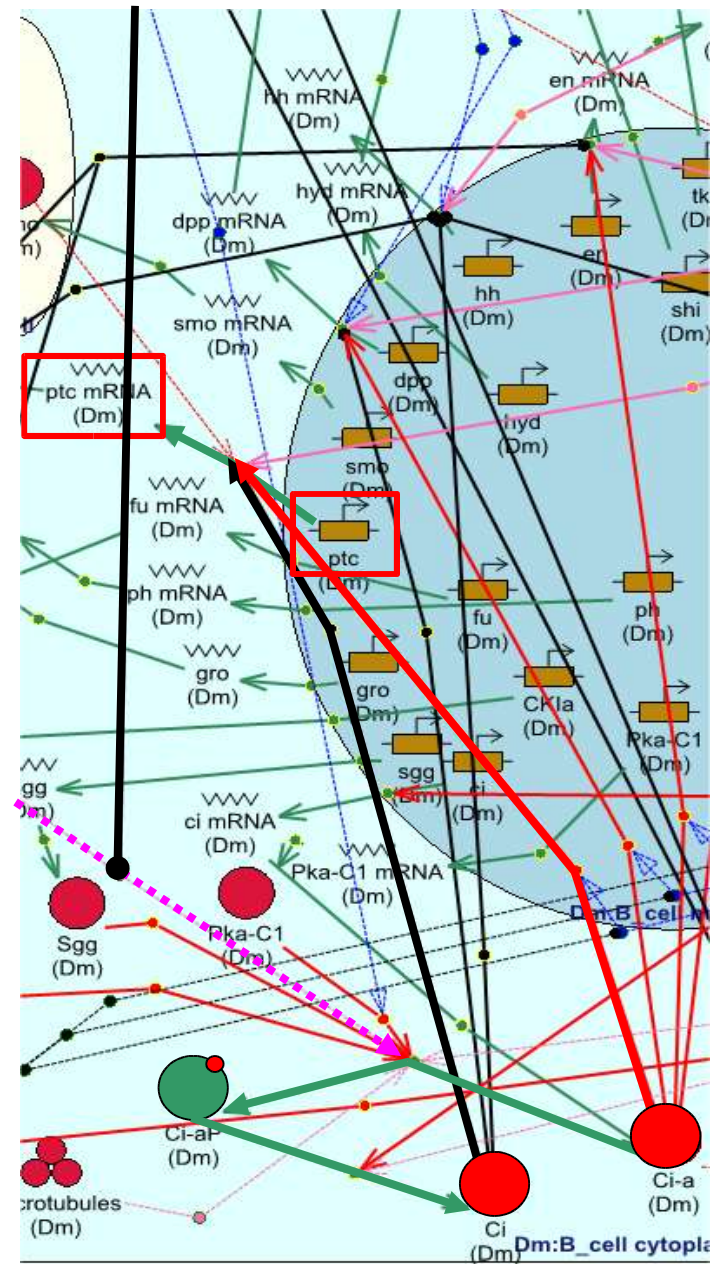 hh mRNA
(Dm)
en mRNA
(Dm)
hyd mRNA
(Dm)
dpp mRNA
(Dm)
en
(Dm)
hh
(Dm)
shi
(Dm)
smo mRNA
(Dm)
dpp
(Dm)
ptc mRNA
(Dm)
hyd
(Dm)
smo
(Dm)
fu mRNA
(Dm)
ptc
(Dm)
ph mRNA
(Dm)
fu
(Dm)
ph
(Dm)
gro
(Dm)
gro
(Dm)
CKIa
(Dm)
Pka-C1
(Dm)
sgg
(Dm)
ci
(Dm)
ci mRNA
(Dm)
Pka-C1 mRNA
(Dm)
Dm:B_cell
Sgg
(Dm)
Pka-C1
(Dm)
Ci-aP
(Dm)
Ci-a
(Dm)
crotubules
(Dm)
Ci
(Dm)
Dm:B_cell cytopla